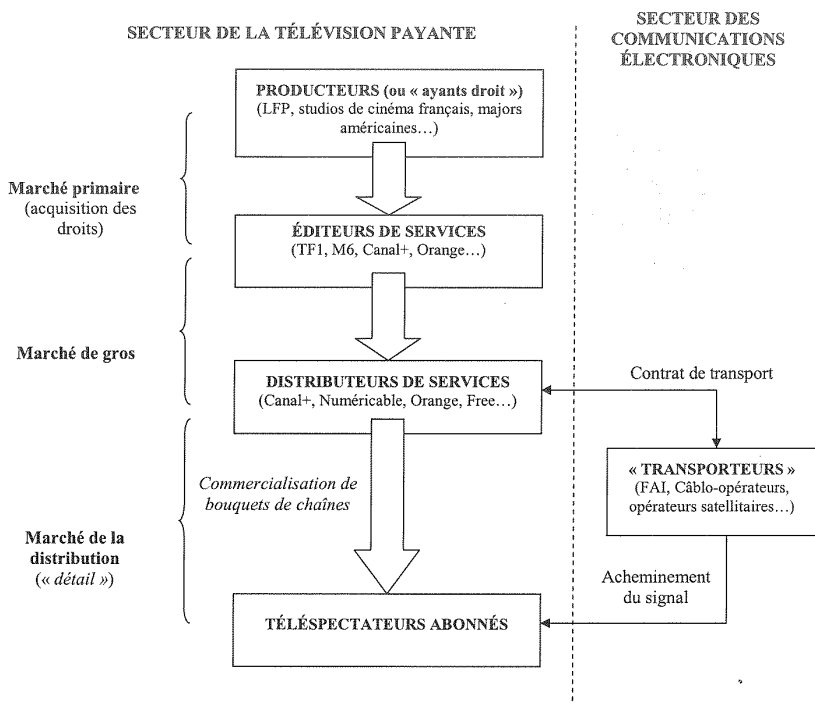 SECTEUR DE LA TÉLÉVISION PAYANTE
SECTEUR DES
COMMUNICATIONS
ÉLECTRONIQUES
PRODUCTEURS (ou « ayants droit »)
(LFP, studios de cinéma français, majors
américaines…)
Marché primaire
(acquisition des
droits)
ÉDITEURS DE SERVICES
(TF1, M6, Canal+, Orange…)
Marché de gros
DISTRIBUTEURS DE SERVICES
(Canal+, Numéricable, Orange, Free…)
Contrat de transport
« TRANSPORTEURS »
(FAI, Câblo-opérateurs,
opérateurs satellitaires…)
Commercialisation de
bouquets de chaînes
Marché de la
distribution
(« détail »)
Acheminement
du signal
TÉLÉSPECTATEURS ABONNÉS